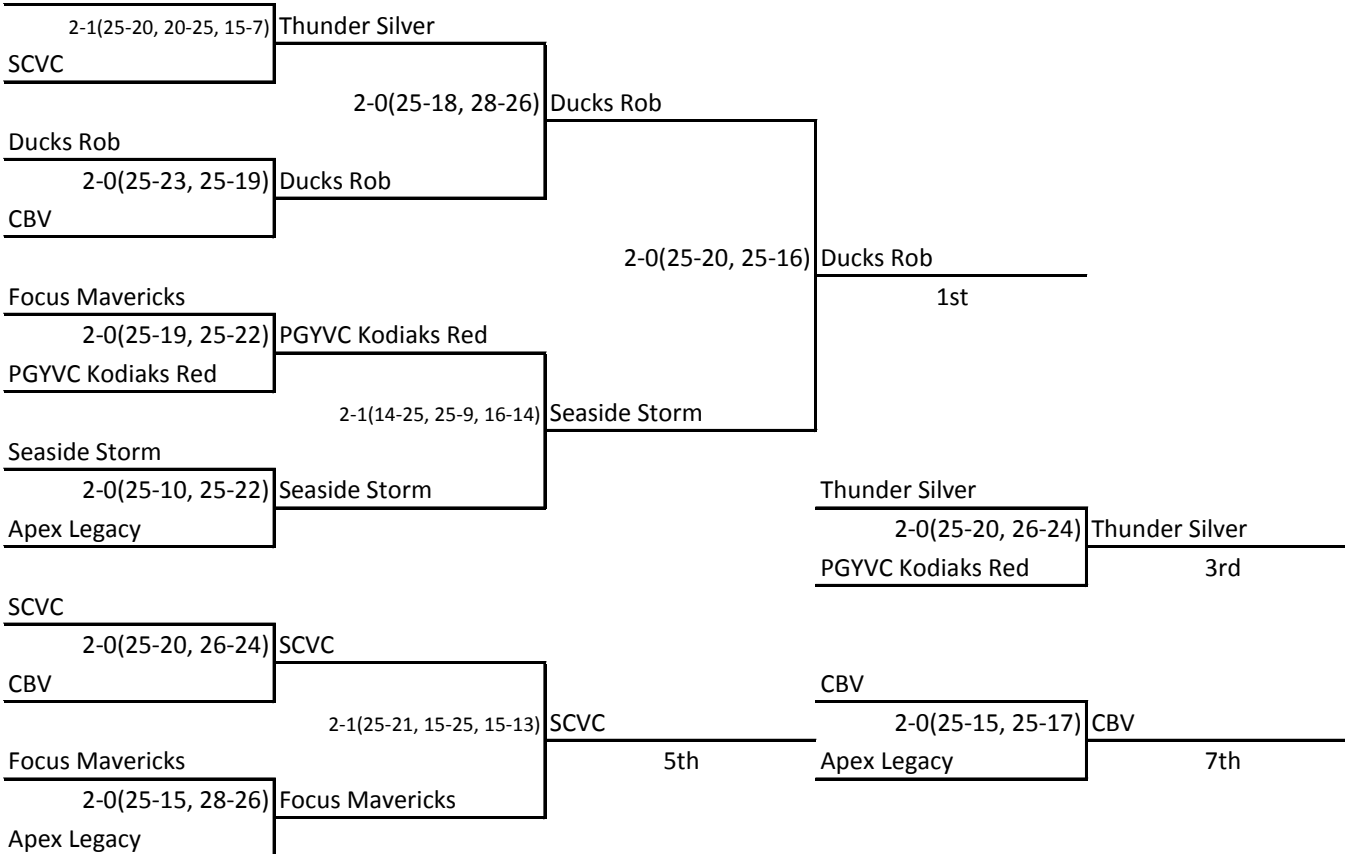 2-1(25-20, 20-25, 15-7) Thunder Silver
SCVC
2-0(25-18, 28-26) Ducks Rob
Ducks Rob
2-0(25-23, 25-19) Ducks Rob
CBV
2-0(25-20, 25-16) Ducks Rob
Focus Mavericks 1st
2-0(25-19, 25-22) PGYVC Kodiaks Red
PGYVC Kodiaks Red
2-1(14-25, 25-9, 16-14) Seaside Storm
Seaside Storm
2-0(25-10, 25-22) Seaside Storm Thunder Silver
Apex Legacy 2-0(25-20, 26-24) Thunder Silver
PGYVC Kodiaks Red 3rd
SCVC
2-0(25-20, 26-24) SCVC
CBV CBV
2-1(25-21, 15-25, 15-13) SCVC 2-0(25-15, 25-17) CBV
Focus Mavericks 5th Apex Legacy 7th
2-0(25-15, 28-26) Focus Mavericks
Apex Legacy